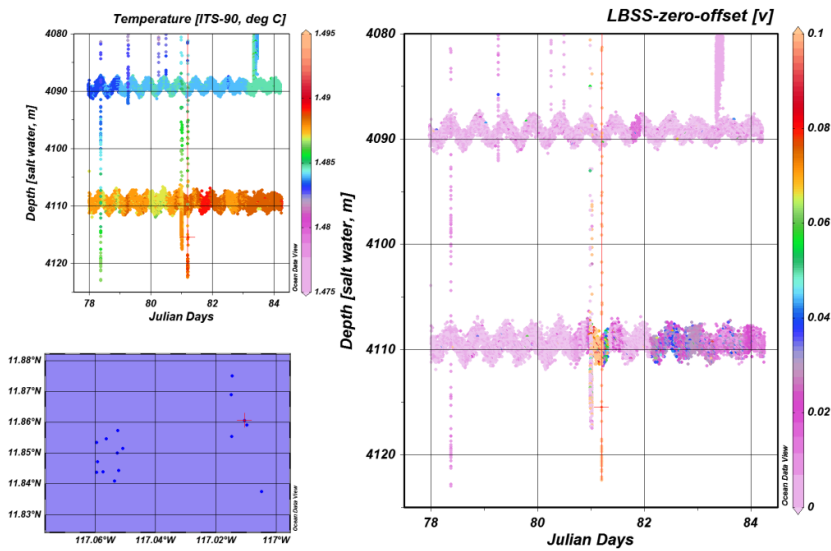 Temperature [ITS-90, deg C]
4080
4090
4100
4110
4120
Depth [salt water, m]
78
80
82
84
Julian Days
1.495
1.49
1.485
1.48
1.475
Ocean Data View
11.88°N
11.87°N
11.86°N
11.85°N
11.84°N
11.83°N
117.06°W
117.04°W
117.02°W
117°W
Ocean Data View
LBSS-zero-offset [v]
4080
4090
4100
4110
4120
Depth [salt water, m]
78
80
82
84
Julian Days
0.1
0.08
0.06
0.04
0.02
0
Ocean Data View